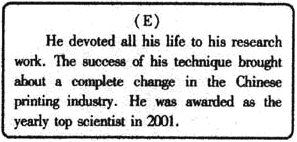 (E)
He devoted all his life to his research
work. The success of his technique brought
about a complete change in the Chinese
printing industry. He was awarded as the
yearly top scientist in 2001.